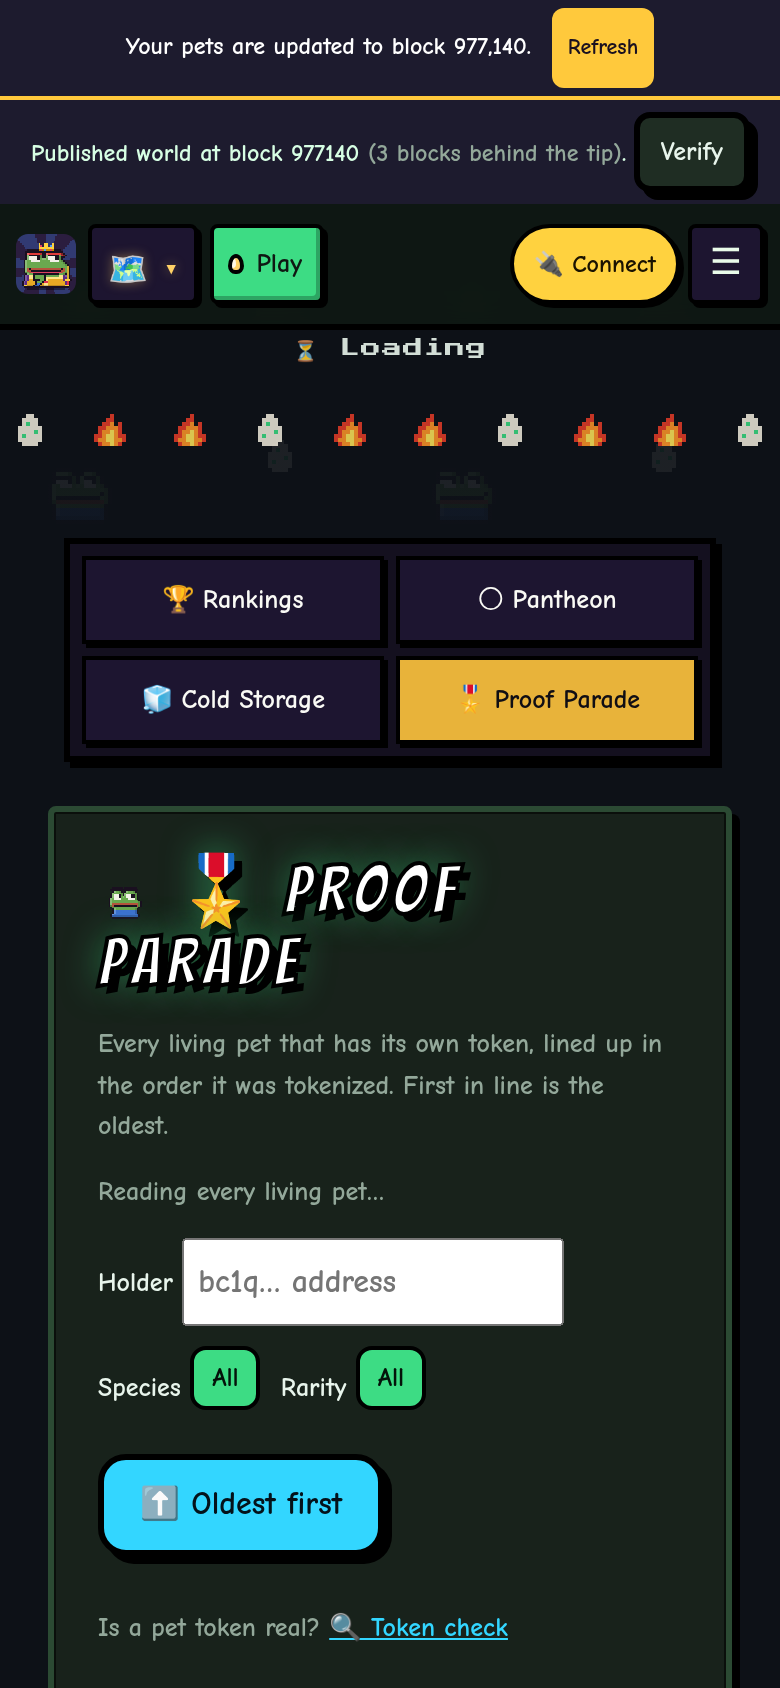 Your pets are updated to block 977,140.
Refresh
Published world at block 977140 (3 blocks behind the tip).
Verify
Play
Connect
Loading
Rankings
Pantheon
Cold Storage
Proof Parade
PROOF
PARADE
Every living pet that has its own token, lined up in
the order it was tokenized. First in line is the
oldest.
Reading every living pet...
Holder
bc1q... address
Species All Rarity All
Oldest first
Is a pet token real? Token check